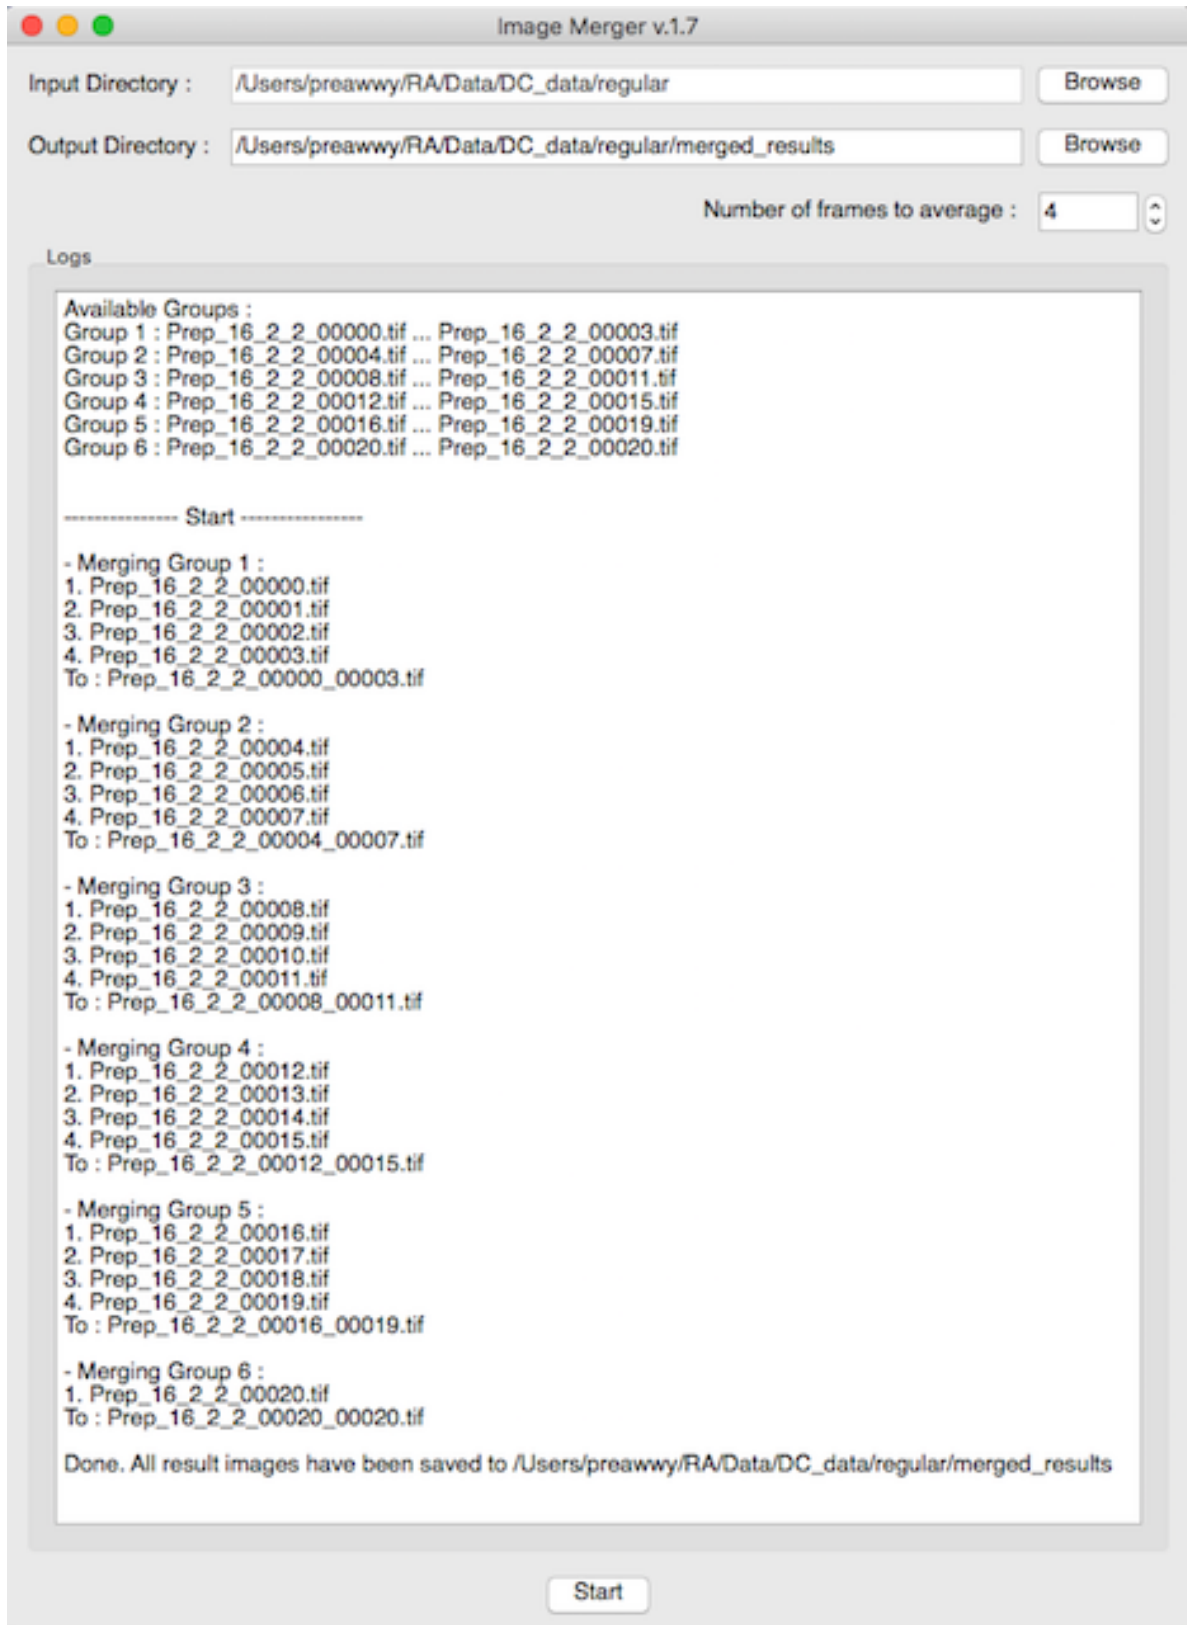 Image Merger v.1.7
Input Directory : /Users/preawwy/RA/Data/DC_data/regular Browse
Output Directory : /Users/preawwy/RA/Data/DC_data/regular/merged_results Browse
Number of frames to average : 4
Logs
Available Groups :
Group 1 : Prep_16_2_2_00000.tif ... Prep_16_2_2_00003.tif
Group 2 : Prep_16_2_2_00004.tif ... Prep_16_2_2_00007.tif
Group 3 : Prep_16_2_2_00008.tif ... Prep_16_2_2_00011.tif
Group 4 : Prep_16_2_2_00012.tif ... Prep_16_2_2_00015.tif
Group 5 : Prep_16_2_2_00016.tif ... Prep_16_2_2_00019.tif
Group 6 : Prep_16_2_2_00020.tif ... Prep_16_2_2_00020.tif
--------------- Start ----------------
- Merging Group 1 :
1. Prep_16_2_2_00000.tif
2. Prep_16_2_2_00001.tif
3. Prep_16_2_2_00002.tif
4. Prep_16_2_2_00003.tif
To : Prep_16_2_2_00000_00003.tif
- Merging Group 2 :
1. Prep_16_2_2_00004.tif
2. Prep_16_2_2_00005.tif
3. Prep_16_2_2_00006.tif
4. Prep_16_2_2_00007.tif
To : Prep_16_2_2_00004_00007.tif
- Merging Group 3 :
1. Prep_16_2_2_00008.tif
2. Prep_16_2_2_00009.tif
3. Prep_16_2_2_00010.tif
4. Prep_16_2_2_00011.tif
To : Prep_16_2_2_00008_00011.tif
- Merging Group 4 :
1. Prep_16_2_2_00012.tif
2. Prep_16_2_2_00013.tif
3. Prep_16_2_2_00014.tif
4. Prep_16_2_2_00015.tif
To : Prep_16_2_2_00012_00015.tif
- Merging Group 5 :
1. Prep_16_2_2_00016.tif
2. Prep_16_2_2_00017.tif
3. Prep_16_2_2_00018.tif
4. Prep_16_2_2_00019.tif
To : Prep_16_2_2_00016_00019.tif
- Merging Group 6 :
1. Prep_16_2_2_00020.tif
To : Prep_16_2_2_00020_00020.tif
Done. All result images have been saved to /Users/preawwy/RA/Data/DC_data/regular/merged_results
Start